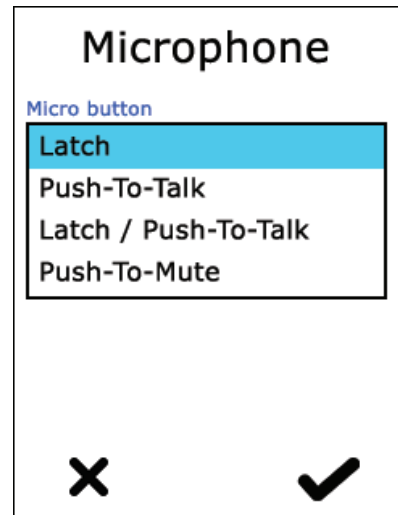 Microphone
Micro button
Latch
Push-To-Talk
Latch / Push-To-Talk
Push-To-Mute